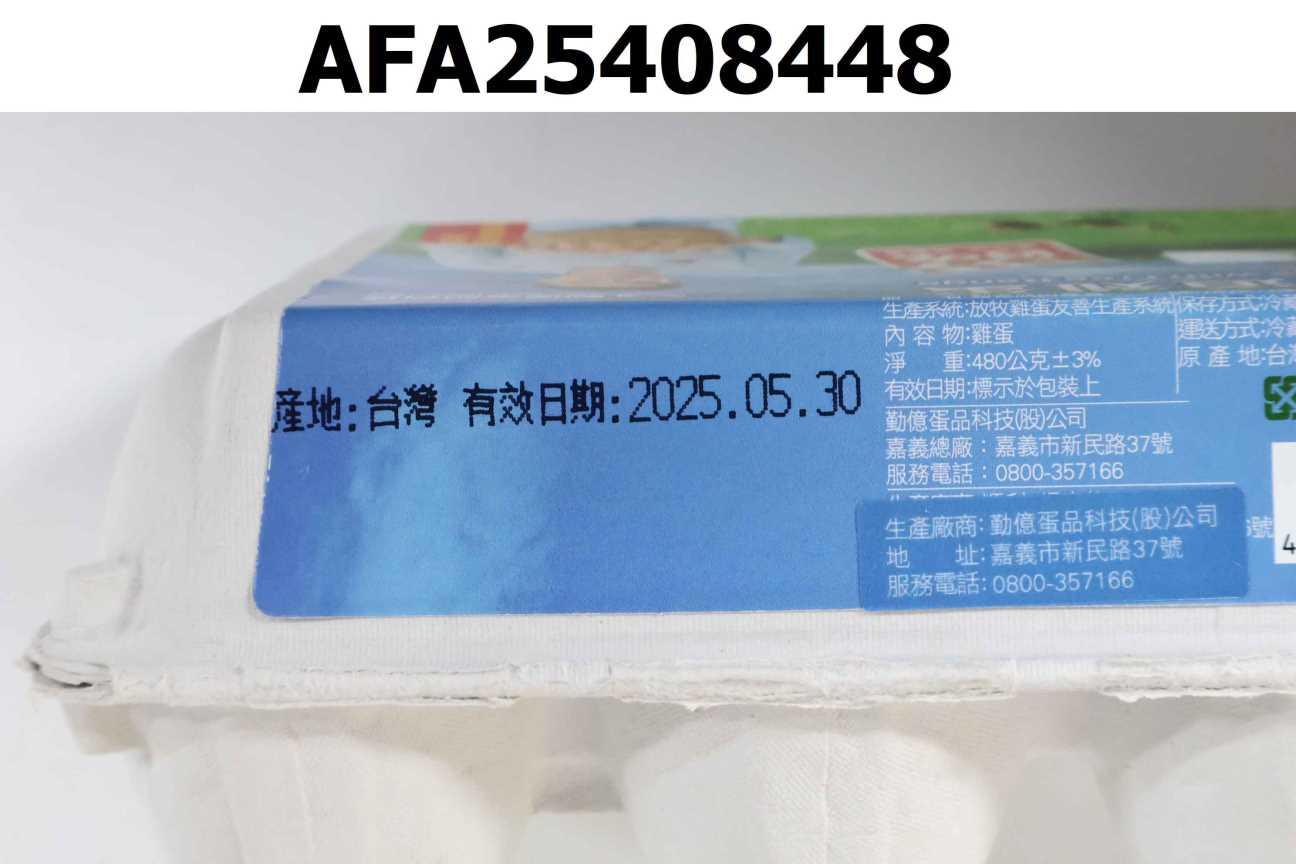 AFA25408448
產地:台灣 有效日期:2025.05.30
生產系統:放牧雞蛋友善生產系統
內容物:雞蛋
淨 重:480公克±3%
有效日期:標示於包裝上
保存方式:冷藏
運送方式:冷藏
原產地:台灣
勤億蛋品科技(股)公司
嘉義總廠:嘉義市新民路37號
服務電話:0800-357166
生產廠商:勤億蛋品科技(股)公司
地 址:嘉義市新民路37號
服務電話:0800-357166
號
4